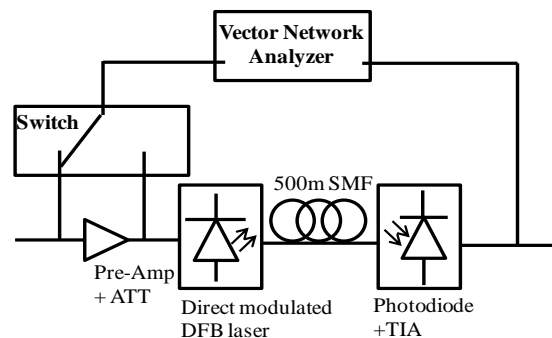 Vector Network
Analyzer
Switch
500m SMF
Pre-Amp
+ ATT
Direct modulated
DFB laser
Photodiode
+TIA